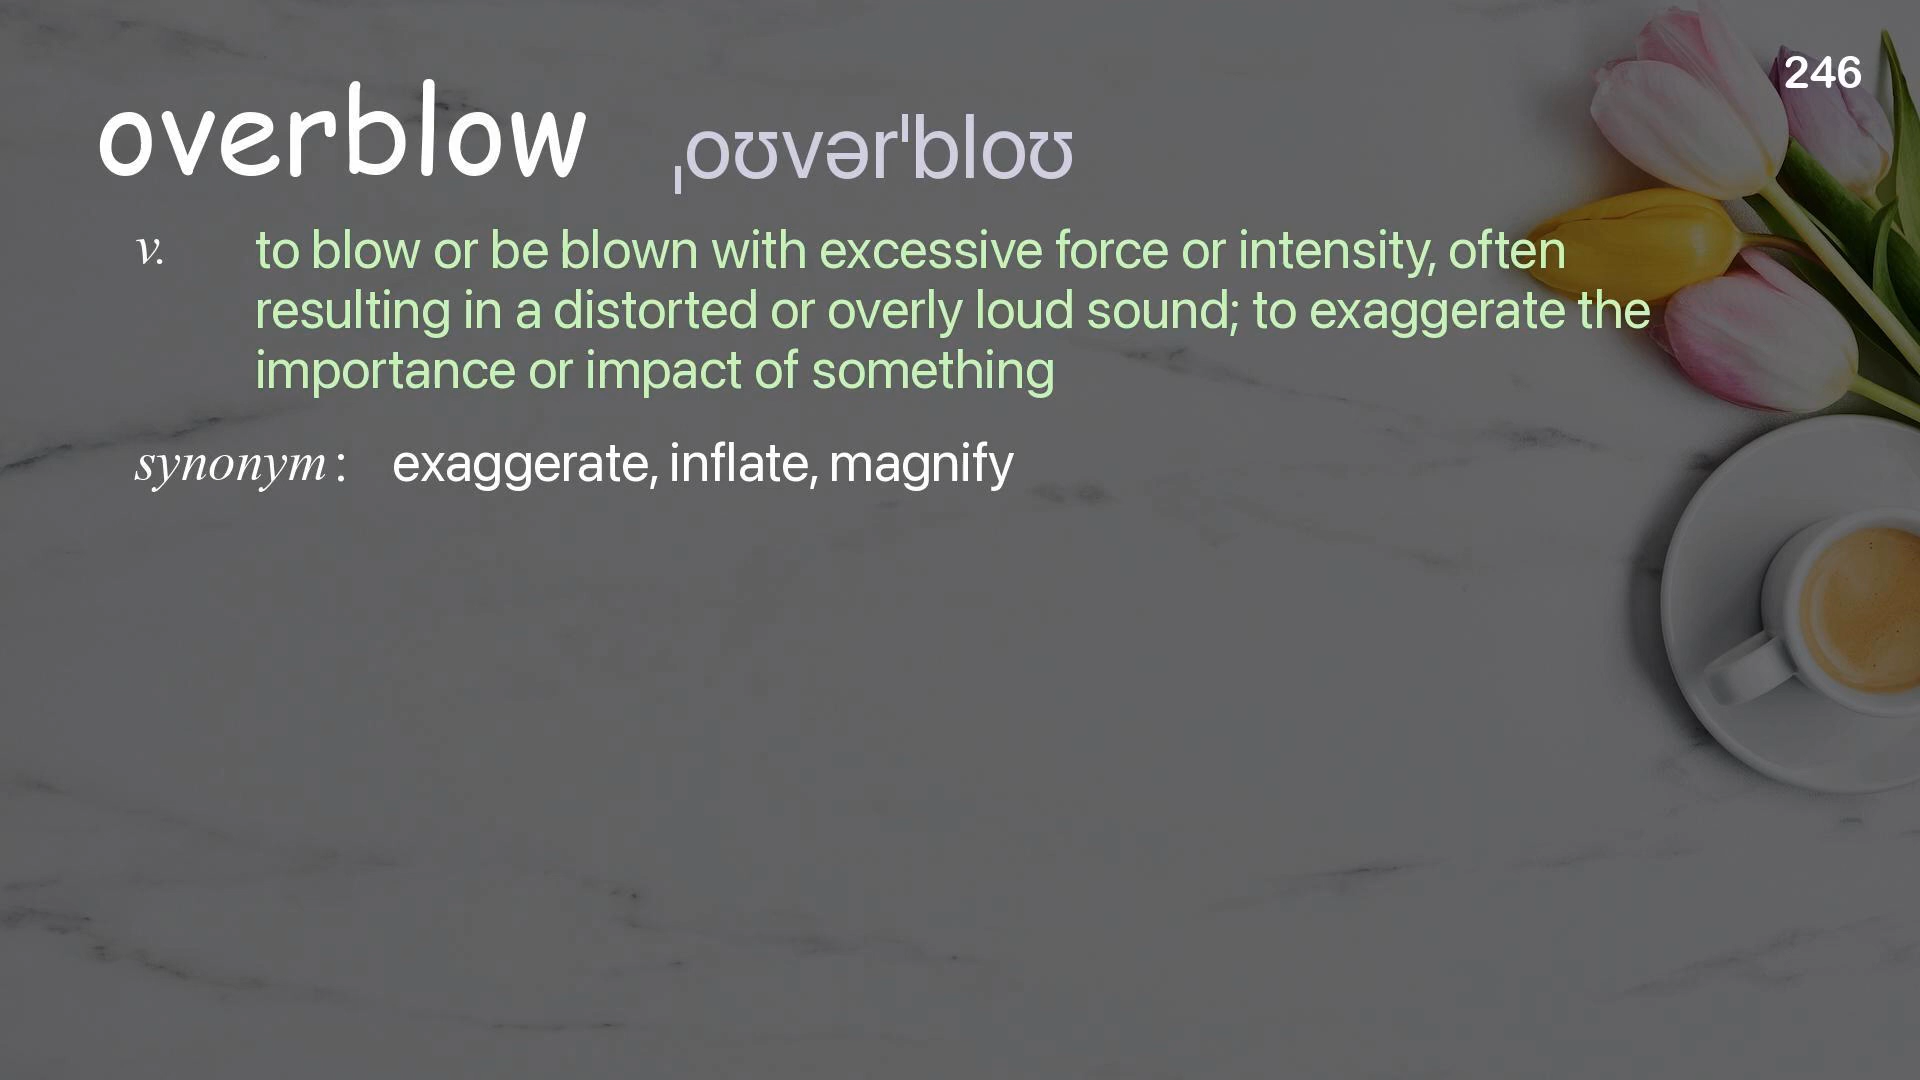 246
overblow ˌoʊvərˈbloʊ
v. to blow or be blown with excessive force or intensity, often
resulting in a distorted or overly loud sound; to exaggerate the
importance or impact of something
synonym : exaggerate, inflate, magnify